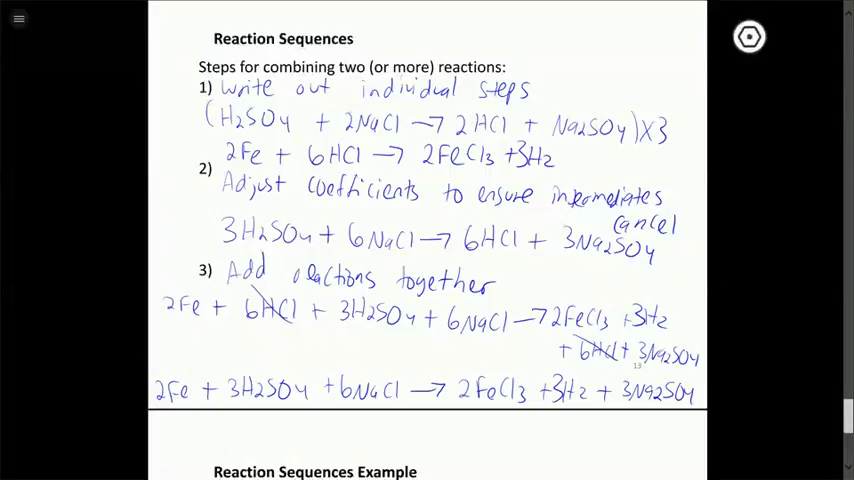 Reaction Sequences
Steps for combining two (or more) reactions:
1) Write out individual steps
(H2SO4 + 2NaCl → 2HCl + Na2SO4) x3
2Fe + 6HCl → 2FeCl3 + 3H2
2) Adjust coefficients to ensure intermediates
cancel
3H2SO4 + 6NaCl → 6HCl + 3Na2SO4
3) Add reactions together
2Fe + 6HCl + 3H2SO4 + 6NaCl → 2FeCl3 + 3H2
+ 6HCl + 3Na2SO4
13
2Fe + 3H2SO4 + 6NaCl → 2FeCl3 + 3H2 + 3Na2SO4
Reaction Sequences Example